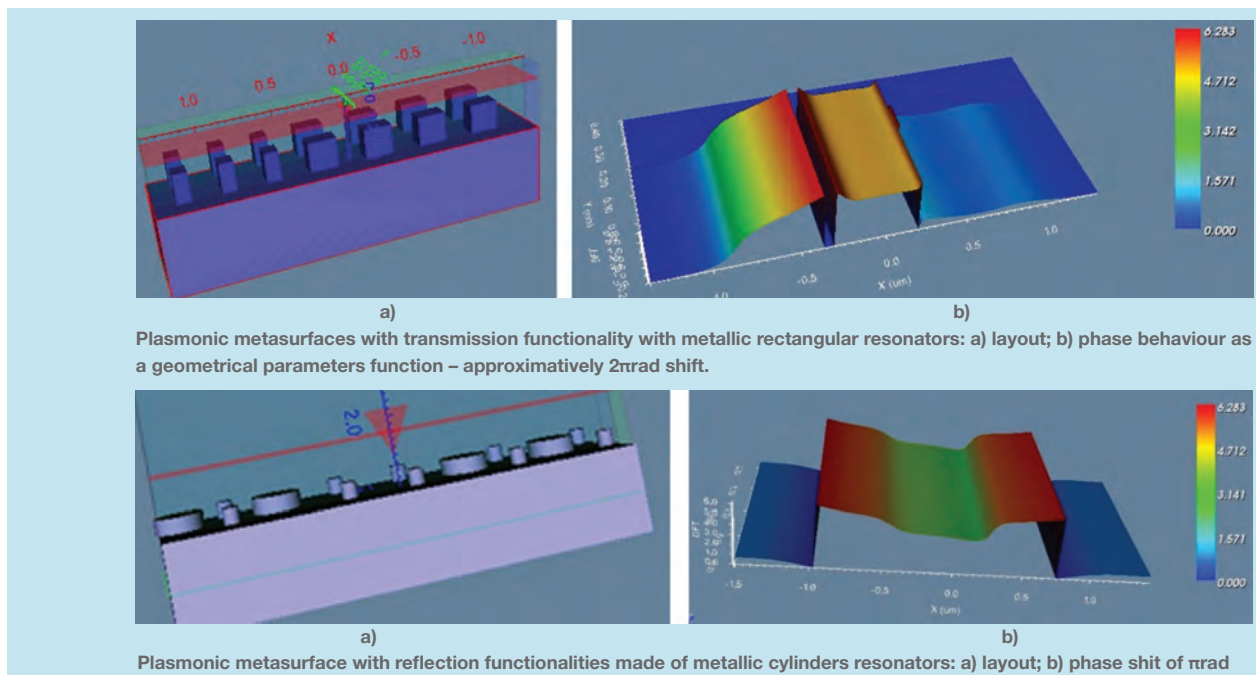 X
1.0
0.5
0.0
-0.5
-1.0
6.283
4.712
3.142
1.571
0.000
-0.5
0.0
0.5
1.0
X (um)
DFT
a)
b)
Plasmonic metasurfaces with transmission functionality with metallic rectangular resonators: a) layout; b) phase behaviour as
a geometrical parameters function – approximatively 2πrad shift.
2.0
6.283
4.712
3.141
1.571
0.000
DFT
-1.5
-1.0
-0.5
0.0
0.5
1.0
X (um)
a)
b)
Plasmonic metasurface with reflection functionalities made of metallic cylinders resonators: a) layout; b) phase shit of πrad